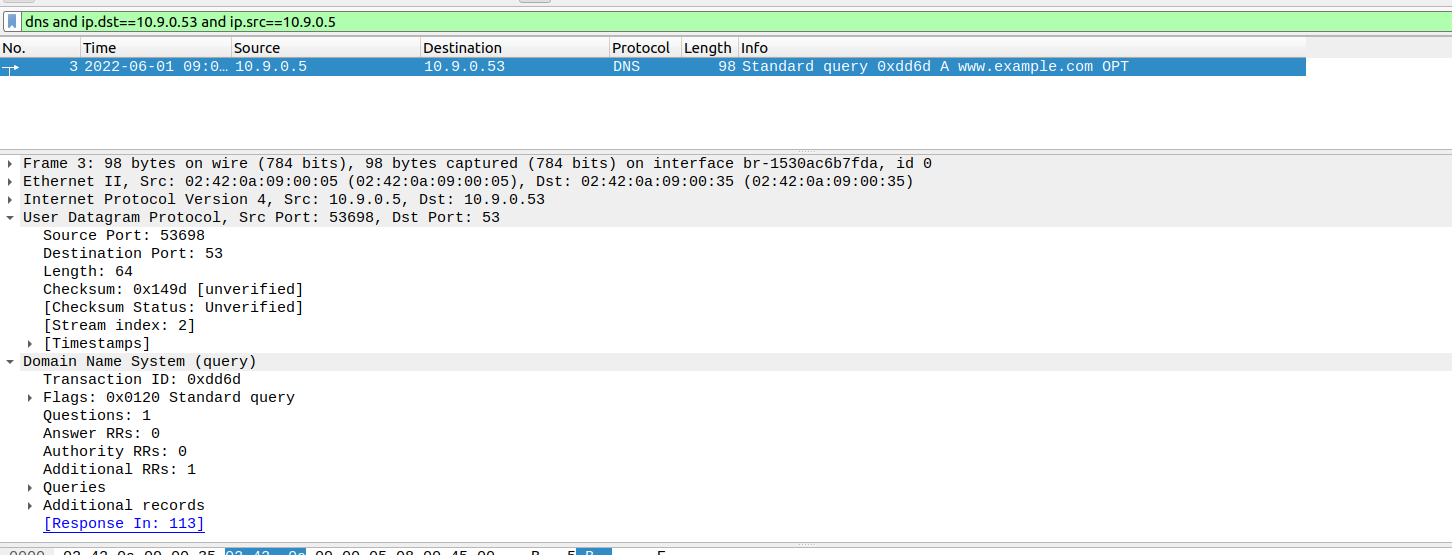 dns and ip.dst==10.9.0.53 and ip.src==10.9.0.5
No. Time Source Destination Protocol Length Info
3 2022-06-01 09:0… 10.9.0.5 10.9.0.53 DNS 98 Standard query 0xdd6d A www.example.com OPT
Frame 3: 98 bytes on wire (784 bits), 98 bytes captured (784 bits) on interface br-1530ac6b7fda, id 0
Ethernet II, Src: 02:42:0a:09:00:05 (02:42:0a:09:00:05), Dst: 02:42:0a:09:00:35 (02:42:0a:09:00:35)
Internet Protocol Version 4, Src: 10.9.0.5, Dst: 10.9.0.53
User Datagram Protocol, Src Port: 53698, Dst Port: 53
Source Port: 53698
Destination Port: 53
Length: 64
Checksum: 0x149d [unverified]
[Checksum Status: Unverified]
[Stream index: 2]
[Timestamps]
Domain Name System (query)
Transaction ID: 0xdd6d
Flags: 0x0120 Standard query
Questions: 1
Answer RRs: 0
Authority RRs: 0
Additional RRs: 1
Queries
Additional records
[Response In: 113]